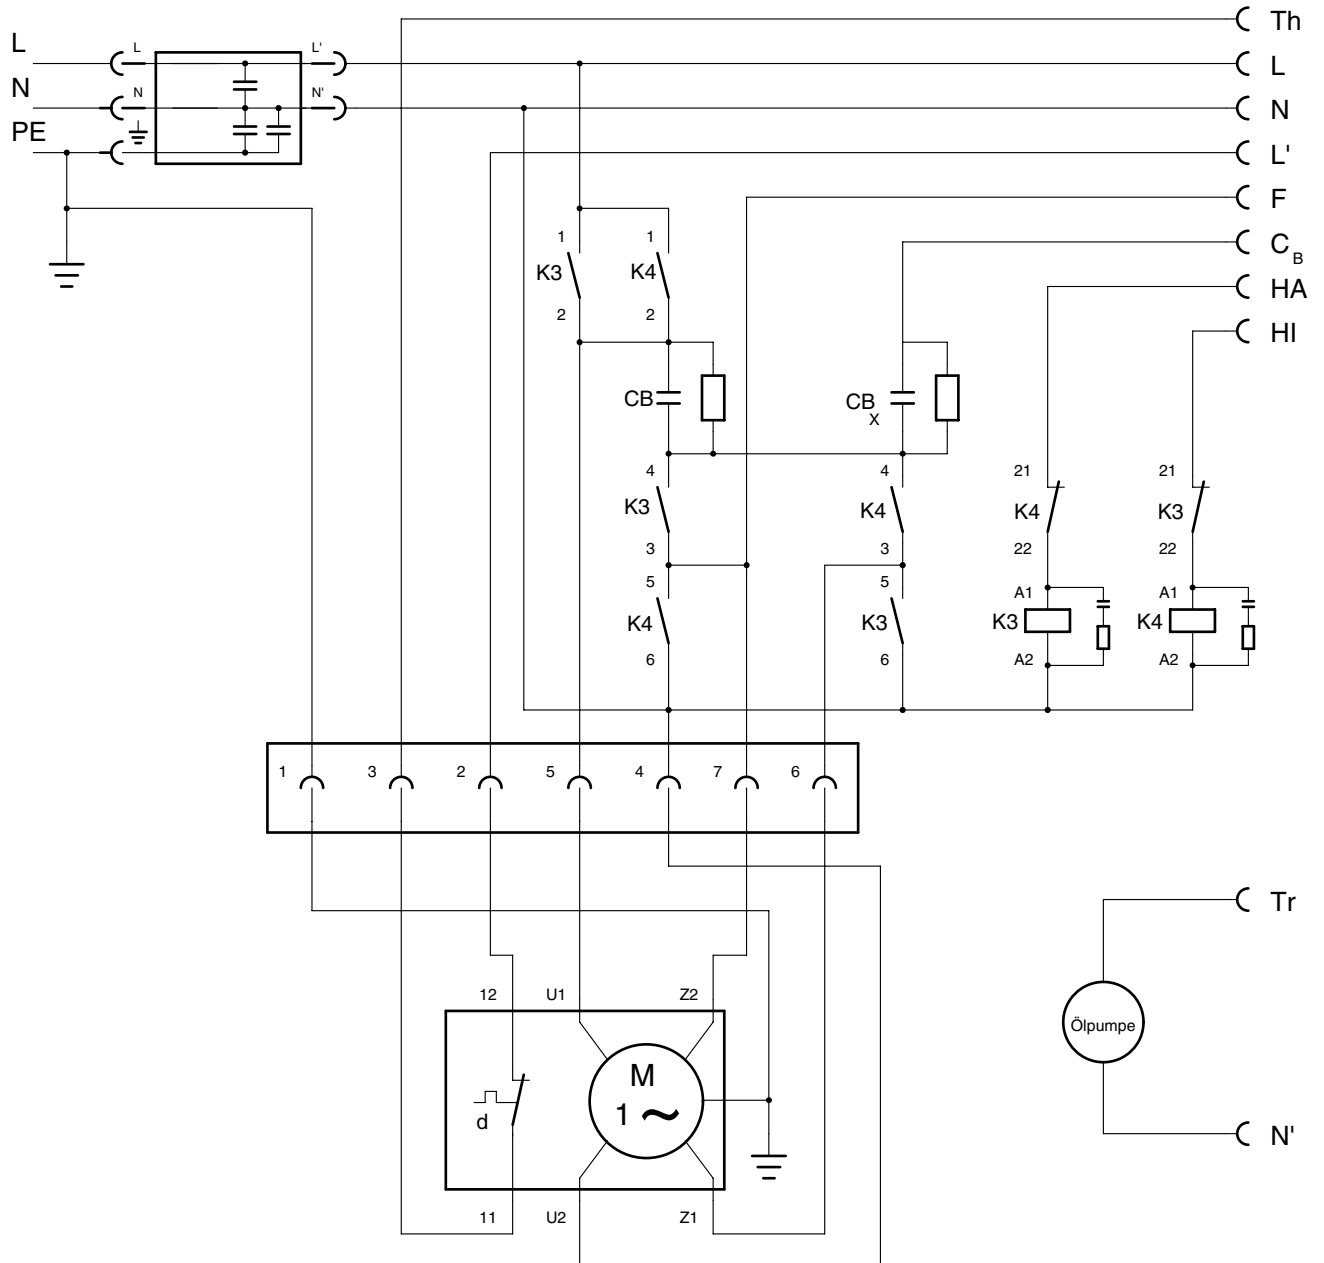 Th
L L L' L
N N N' N
PE
L'
F
1 1
C B
K3 K4
HA
2 2
HI
CB CB X
4 4 21 21
K3 K4 K4 K3
3 3 22 22
5 5 A1 A1
K4 K3 K3 K4
6 6 A2 A2
1 3 2 5 4 7 6
Tr
12 U1 Z2
Ölpumpe
M
1 ~
d
N'
11 U2 Z1